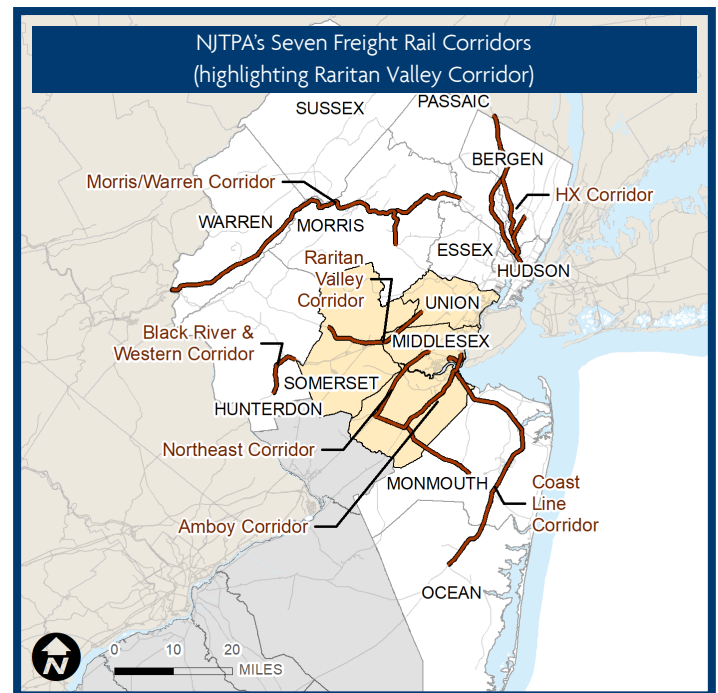 NJTPA's Seven Freight Rail Corridors
(highlighting Raritan Valley Corridor)
SUSSEX
PASSAIC
BERGEN
Morris/Warren Corridor
HX Corridor
WARREN
MORRIS
ESSEX
Raritan
Valley
Corridor
HUDSON
UNION
Black River &
Western Corridor
MIDDLESEX
SOMERSET
HUNTERDON
Northeast Corridor
MONMOUTH
Coast
Line
Corridor
Amboy Corridor
OCEAN
N
0 10 20
MILES